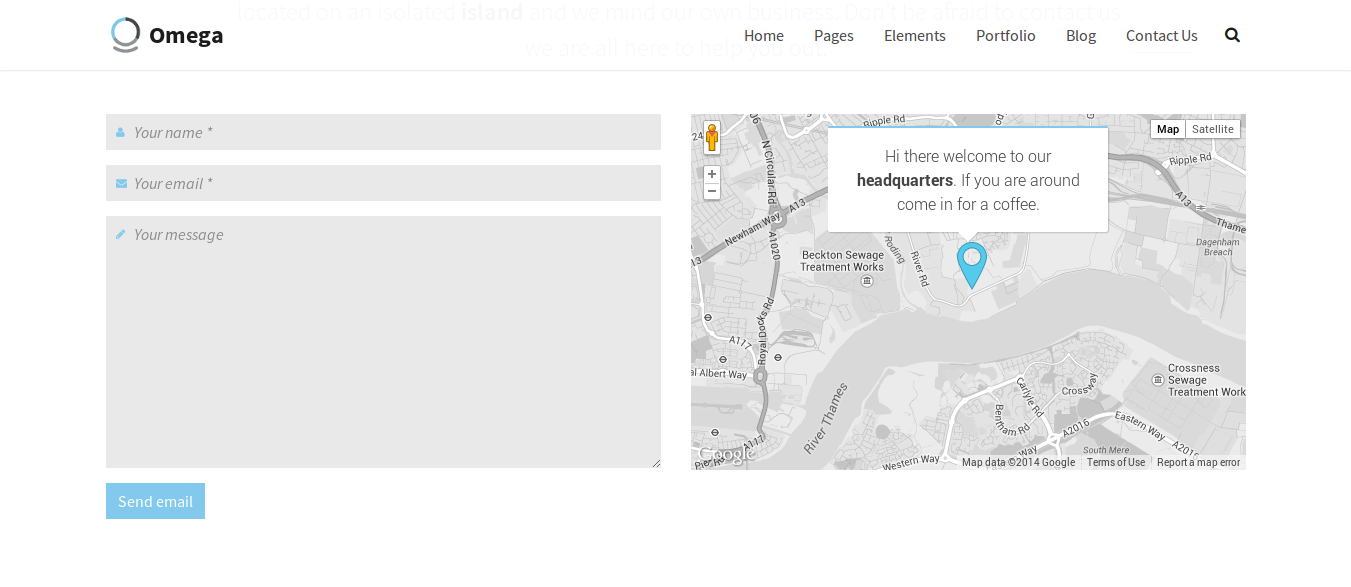 located on an isolated island and we mind our own business. Don't be afraid to contact us
we are all here to help you out.
Omega
Home Pages Elements Portfolio Blog Contact Us
Your name *
Your email *
Your message
Send email
Map Satellite
Hi there welcome to our
headquarters. If you are around
come in for a coffee.
Ripple Rd
Ripple Rd
A13
Thame
Dagenham
Breach
N Circular Rd
A13
Newham Way
A1020
A13
Beckton Sewage
Treatment Works
Roding
River Rd
Royal Docks Rd
A117
al Albert Way
River Thames
A117
Crossness
Sewage
Treatment Work
Crossway
Carlyle Rd
Bentham Rd
A2016
Eastern Way
A2016
South Mere
Western Way
Google
Map data ©2014 Google Terms of Use Report a map error